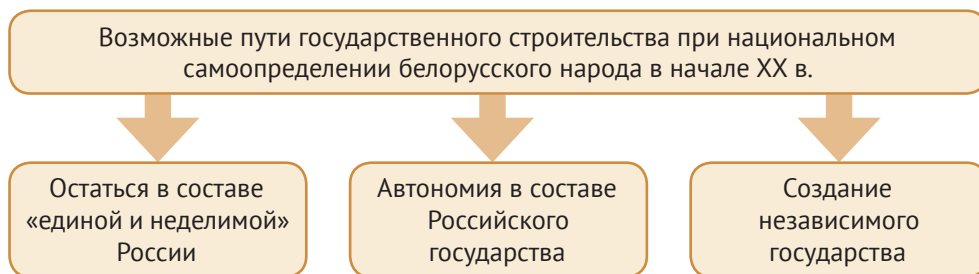 Возможные пути государственного строительства при национальном
самоопределении белорусского народа в начале XX в.
Остаться в составе
«единой и неделимой»
России
Автономия в составе
Российского
государства
Создание
независимого
государства